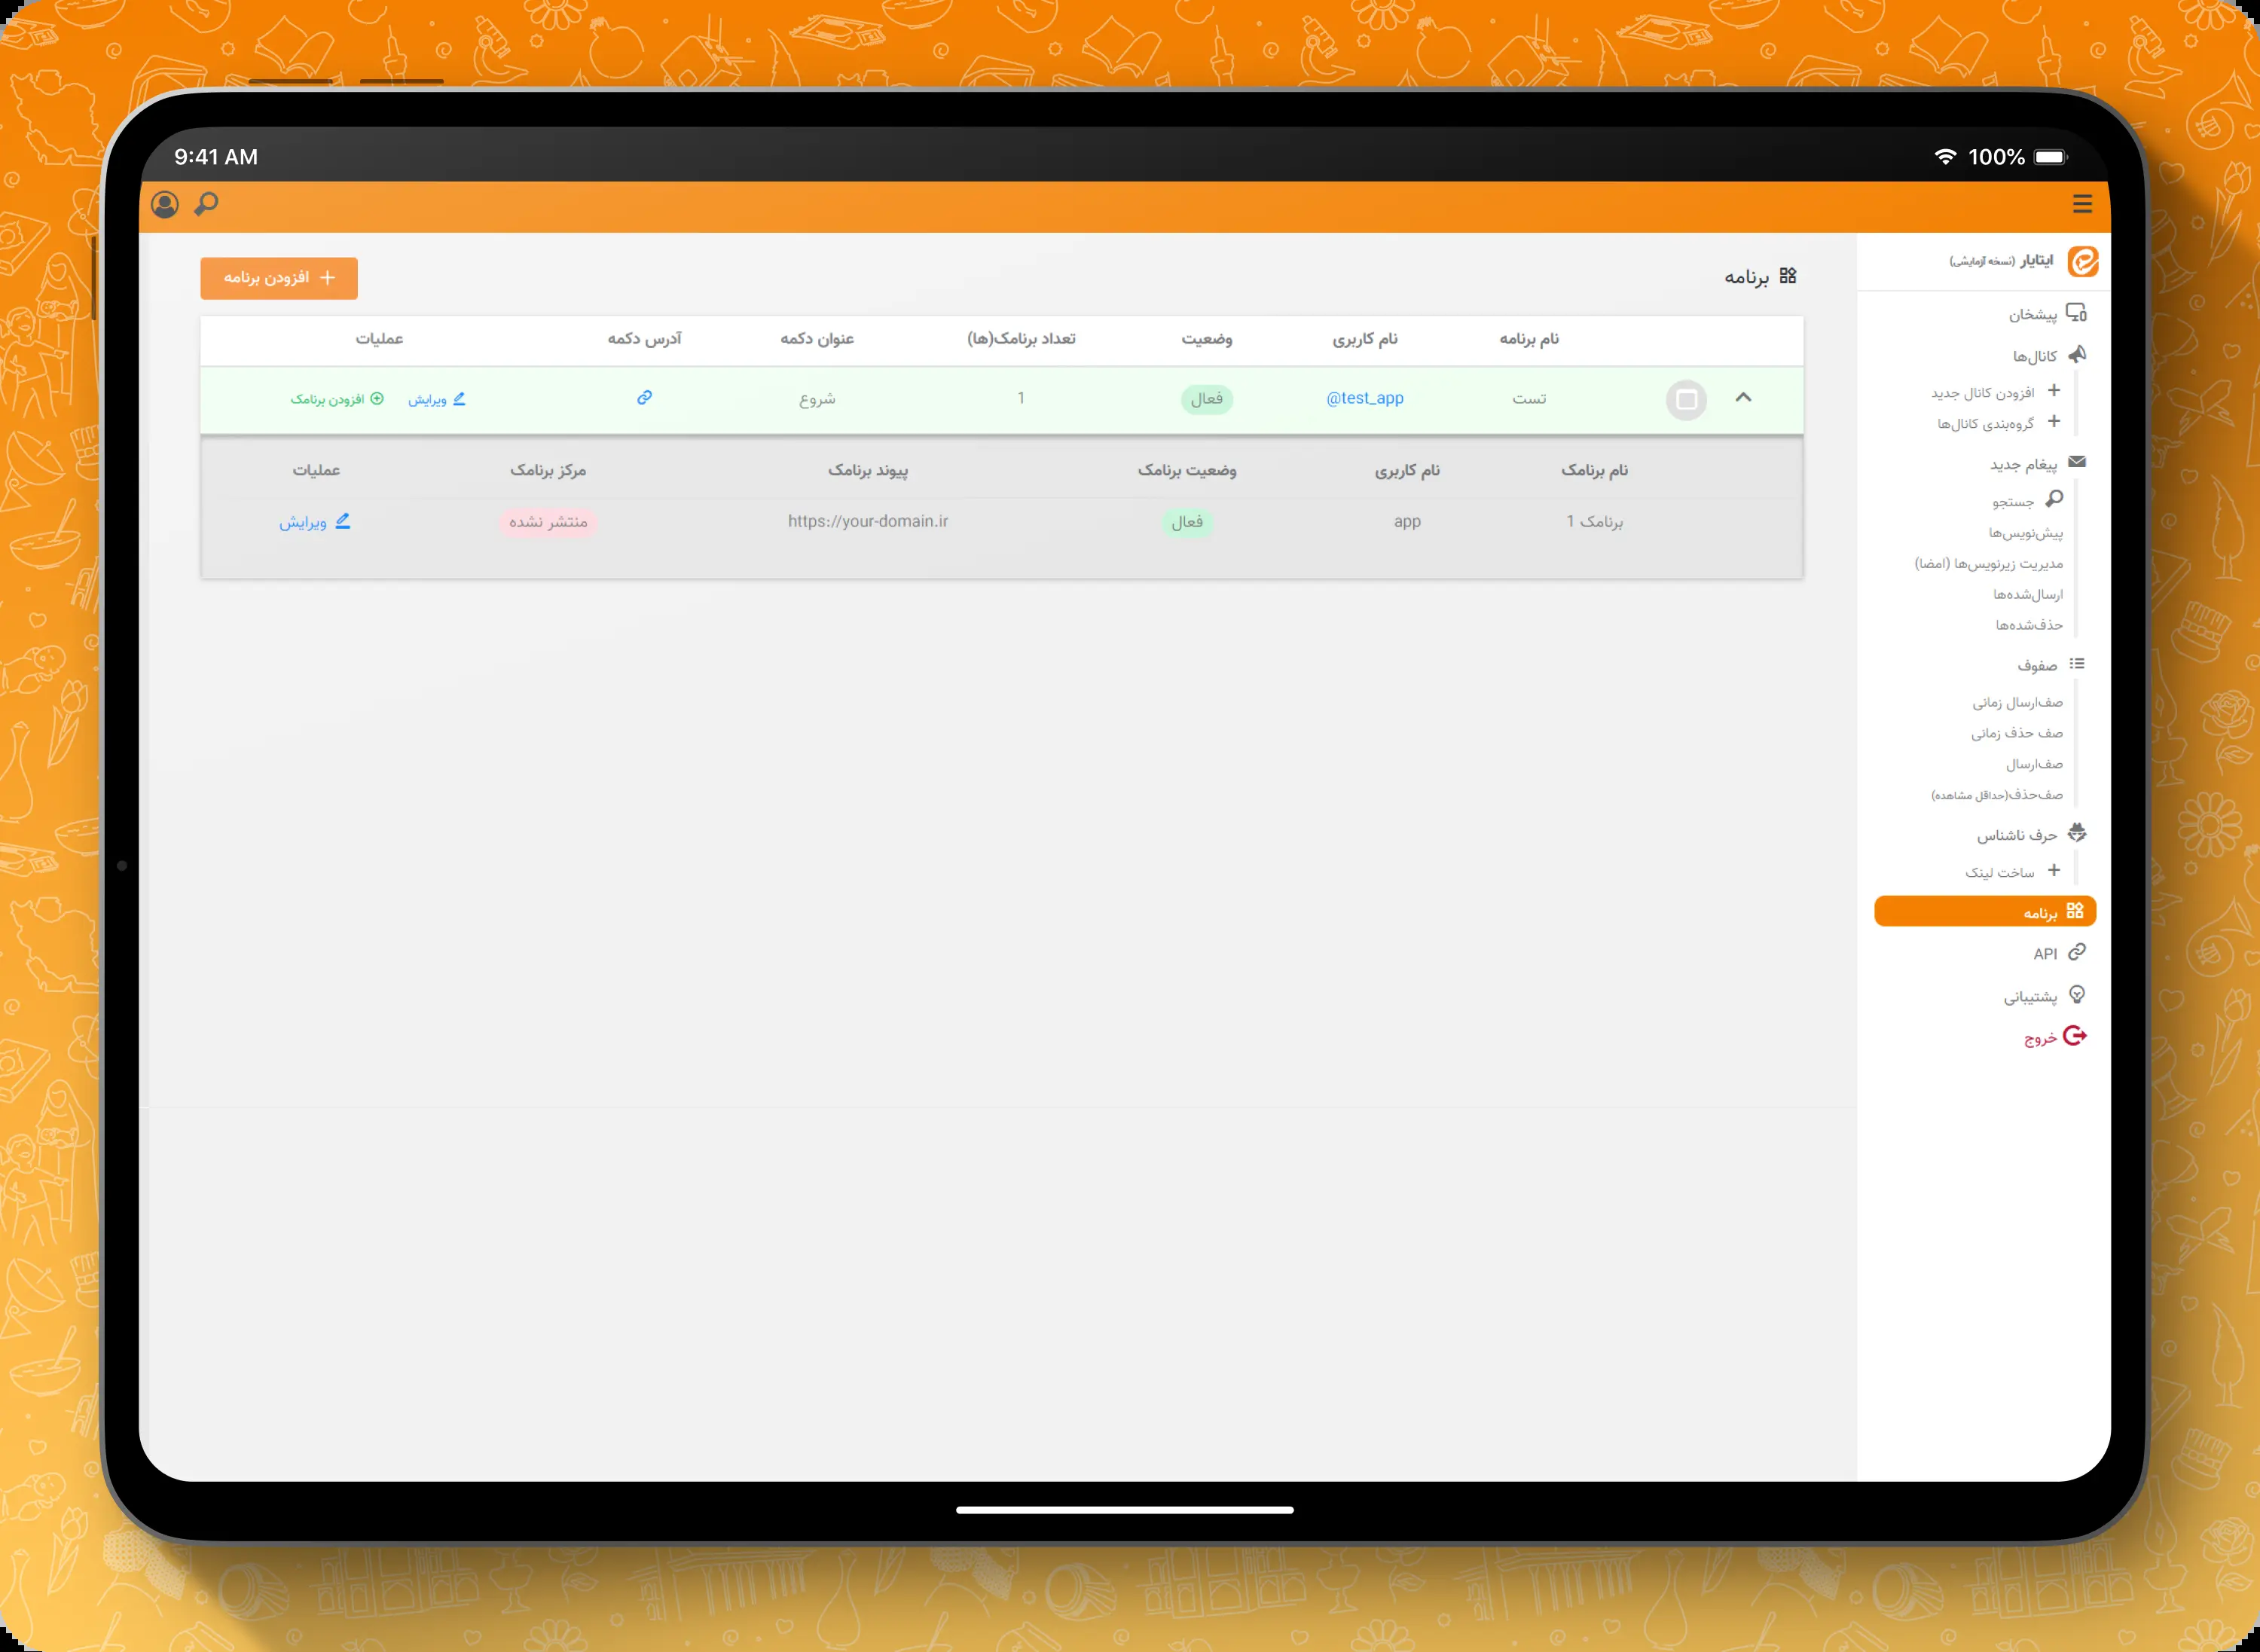 9:41 AM
100%
ایتایار (نسخه آزمایشی)
پیشخان
کانال‌ها
افزودن کانال جدید
گروه‌بندی کانال‌ها
پیغام جدید
جستجو
پیش‌نویس‌ها
مدیریت زیرنویس‌ها (امضا)
ارسال‌شده‌ها
حذف‌شده‌ها
صفوف
صف‌ارسال زمانی
صف حذف زمانی
صف‌ارسال
صف‌حذف(حداقل مشاهده)
حرف ناشناس
ساخت لینک
برنامه
API
پشتیبانی
خروج
برنامه
افزودن برنامه
نام برنامه نام کاربری وضعیت تعداد برنامک(ها) عنوان دکمه آدرس دکمه عملیات
تست @test_app فعال 1 شروع ویرایش افزودن برنامک
نام برنامک نام کاربری وضعیت برنامک پیوند برنامک مرکز برنامک عملیات
برنامک 1 app فعال https://your-domain.ir منتشر نشده ویرایش